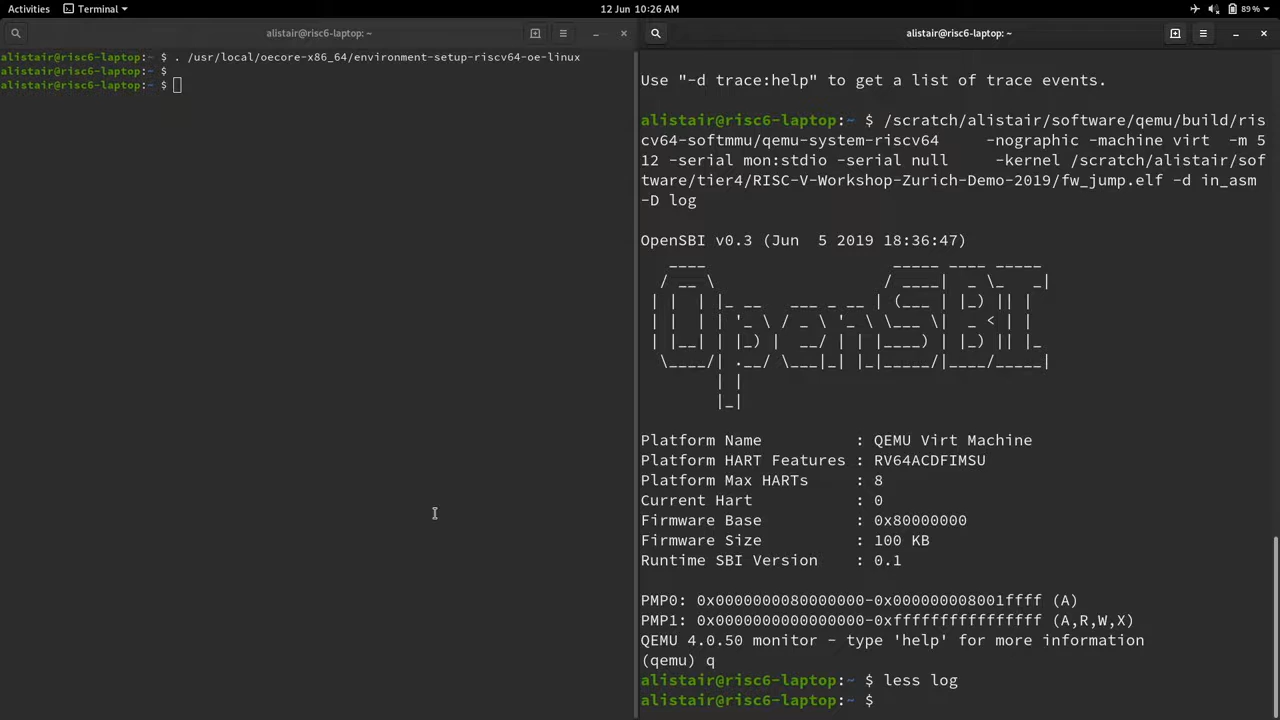 Activities Terminal 12 Jun 10:26 AM 89%
alistair@risc6-laptop: ~
alistair@risc6-laptop:~ $ . /usr/local/oecore-x86_64/environment-setup-riscv64-oe-linux
alistair@risc6-laptop:~ $
alistair@risc6-laptop:~ $
alistair@risc6-laptop:~
Use "-d trace:help" to get a list of trace events.
alistair@risc6-laptop:~ $ /scratch/alistair/software/qemu/build/ris
cv64-softmmu/qemu-system-riscv64     -nographic -machine virt  -m 5
12 -serial mon:stdio -serial null     -kernel /scratch/alistair/sof
tware/tier4/RISC-V-Workshop-Zurich-Demo-2019/fw_jump.elf -d in_asm
-D log
OpenSBI v0.3 (Jun  5 2019 18:36:47)
OpenSBI
Platform Name          : QEMU Virt Machine
Platform HART Features : RV64ACDFIMSU
Platform Max HARTs     : 8
Current Hart           : 0
Firmware Base          : 0x80000000
Firmware Size          : 100 KB
Runtime SBI Version    : 0.1
PMP0: 0x0000000080000000-0x000000008001ffff (A)
PMP1: 0x0000000000000000-0xffffffffffffffff (A,R,W,X)
QEMU 4.0.50 monitor - type 'help' for more information
(qemu) q
alistair@risc6-laptop:~ $ less log
alistair@risc6-laptop:~ $